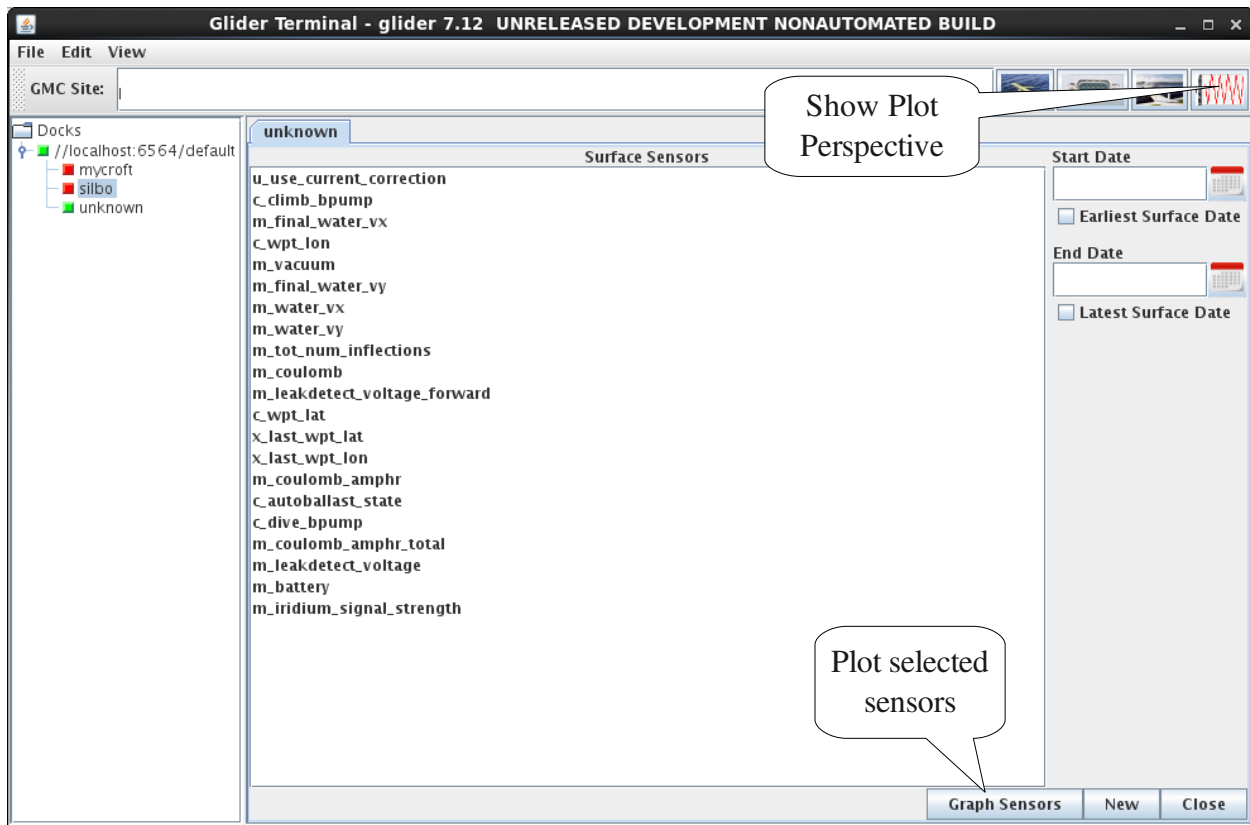 Glider Terminal - glider 7.12 UNRELEASED DEVELOPMENT NONAUTOMATED BUILD
File Edit View
GMC Site:
Show Plot
Perspective
Docks
//localhost:6564/default
mycroft
silbo
unknown
unknown
Surface Sensors
u_use_current_correction
c_climb_bpump
m_final_water_vx
c_wpt_lon
m_vacuum
m_final_water_vy
m_water_vx
m_water_vy
m_tot_num_inflections
m_coulomb
m_leakdetect_voltage_forward
c_wpt_lat
x_last_wpt_lat
x_last_wpt_lon
m_coulomb_amphr
c_autoballast_state
c_dive_bpump
m_coulomb_amphr_total
m_leakdetect_voltage
m_battery
m_iridium_signal_strength
Start Date
Earliest Surface Date
End Date
Latest Surface Date
Plot selected
sensors
Graph Sensors New Close